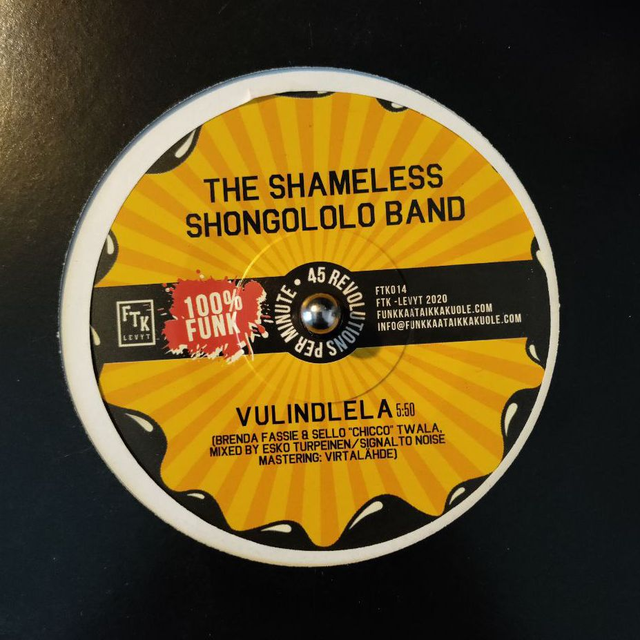 THE SHAMELESS
SHONGOLOLO BAND
FTK
LEVYT
100%
FUNK
45 REVOLUTIONS PER MINUTE •
FTK014
FTK -LEVYT 2020
FUNKKAATAIKKAKUOLE.COM
INFO@FUNKKAATAIKKAKUOLE.COM
VULINDLELA 5:50
(BRENDA FASSIE & SELLO "CHICCO" TWALA,
MIXED BY ESKO TURPEINEN/SIGNALTO NOISE
MASTERING: VIRTALÄHDE)